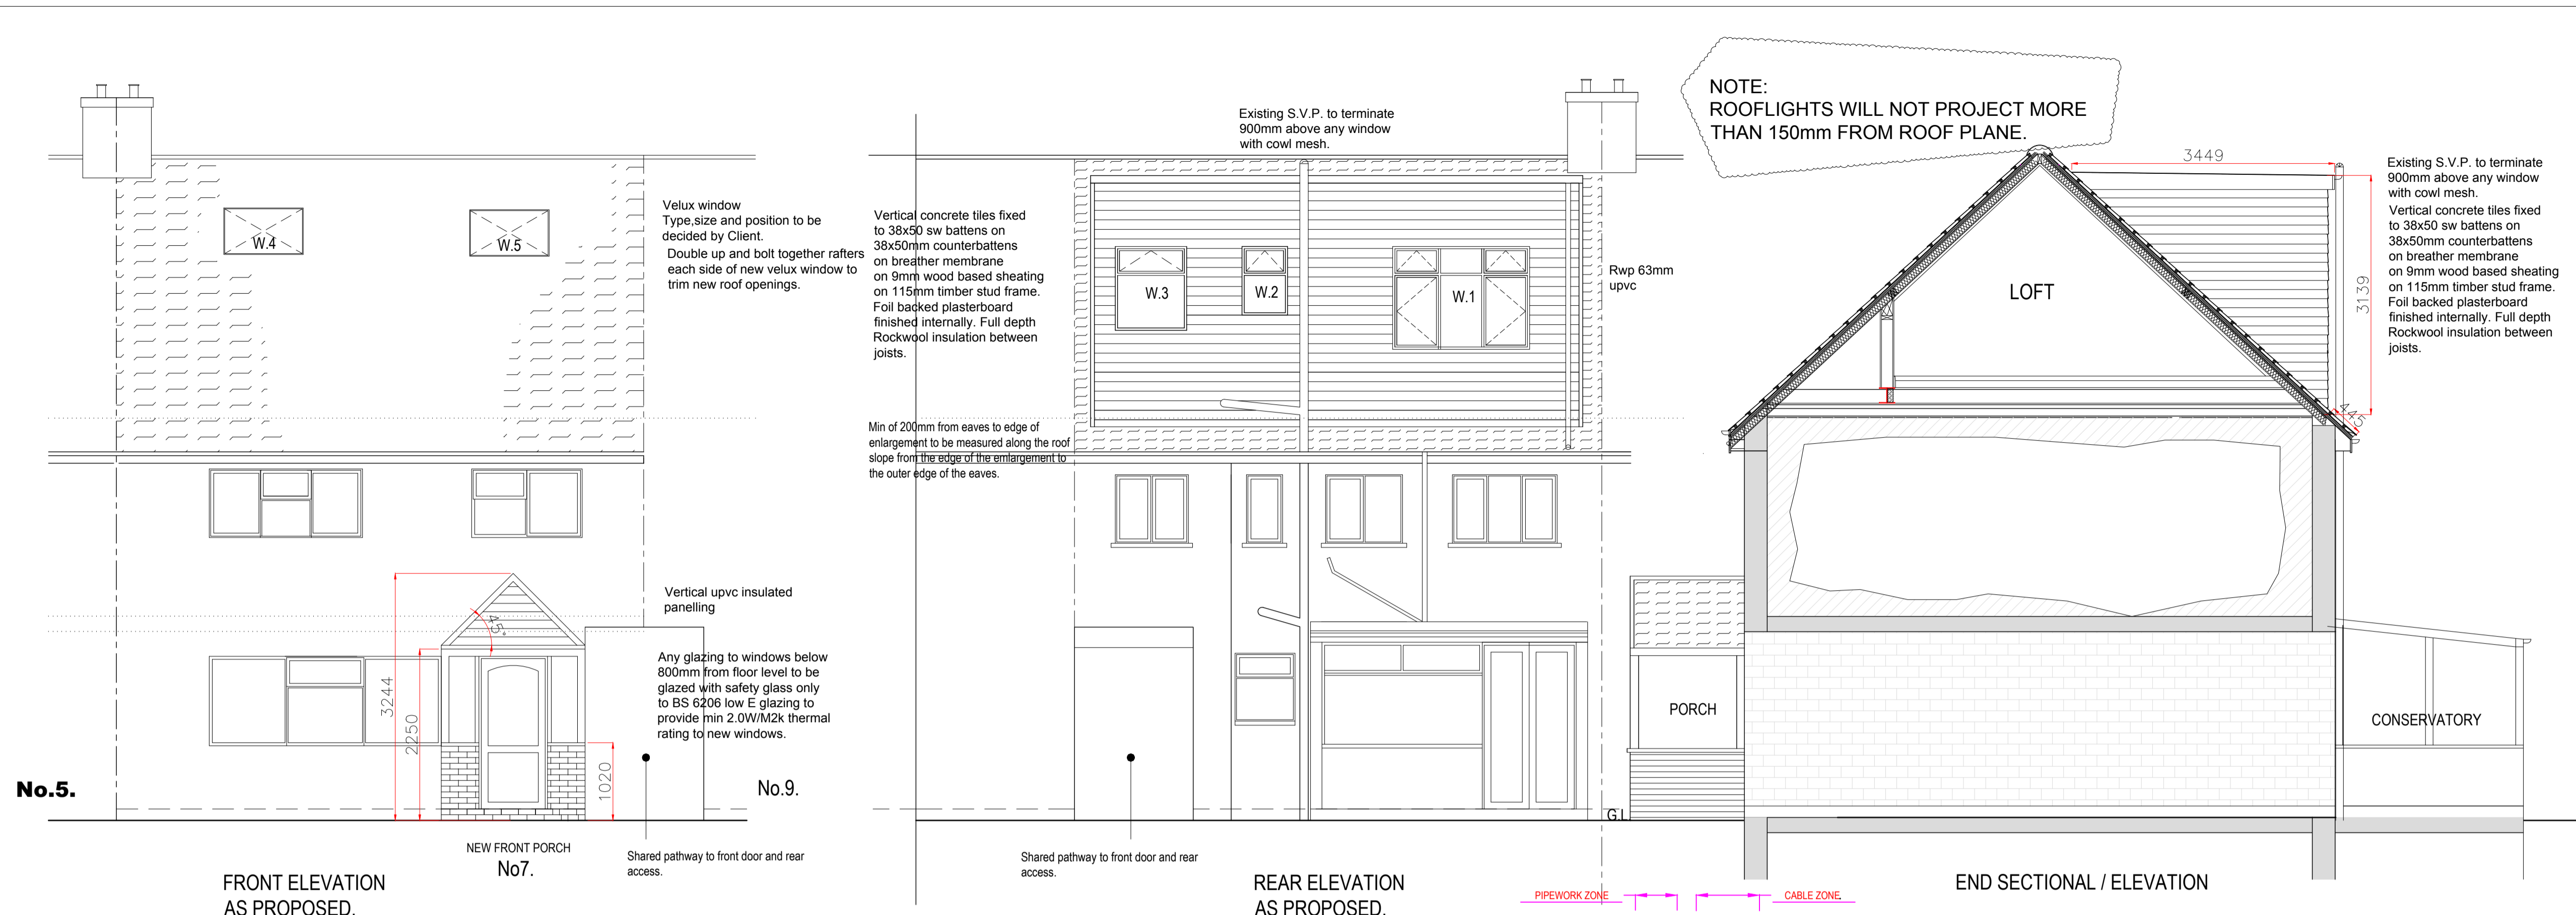 W.4
W.5
Velux window
Type,size and position to be
decided by Client.
Double up and bolt together rafters
each side of new velux window to
trim new roof openings.
Vertical upvc insulated
panelling
45°
Any glazing to windows below
800mm from floor level to be
glazed with safety glass only
to BS 6206 low E glazing to
provide min 2.0W/M2k thermal
rating to new windows.
3244
2250
1020
No.5.
No.9.
NEW FRONT PORCH
No7.
Shared pathway to front door and rear
access.
FRONT ELEVATION
AS PROPOSED.
Existing S.V.P. to terminate
900mm above any window
with cowl mesh.
Vertical concrete tiles fixed
to 38x50 sw battens on
38x50mm counterbattens
on breather membrane
on 9mm wood based sheating
on 115mm timber stud frame.
Foil backed plasterboard
finished internally. Full depth
Rockwool insulation between
joists.
W.3
W.2
W.1
Rwp 63mm
upvc
Min of 200mm from eaves to edge of
enlargement to be measured along the roof
slope from the edge of the emlargement to
the outer edge of the eaves.
G.L
Shared pathway to front door and rear
access.
REAR ELEVATION
AS PROPOSED.
PIPEWORK ZONE
CABLE ZONE.
NOTE:
ROOFLIGHTS WILL NOT PROJECT MORE
THAN 150mm FROM ROOF PLANE.
3449
Existing S.V.P. to terminate
900mm above any window
with cowl mesh.
Vertical concrete tiles fixed
to 38x50 sw battens on
38x50mm counterbattens
on breather membrane
on 9mm wood based sheating
on 115mm timber stud frame.
Foil backed plasterboard
finished internally. Full depth
Rockwool insulation between
joists.
3139
445
LOFT
PORCH
CONSERVATORY
END SECTIONAL / ELEVATION